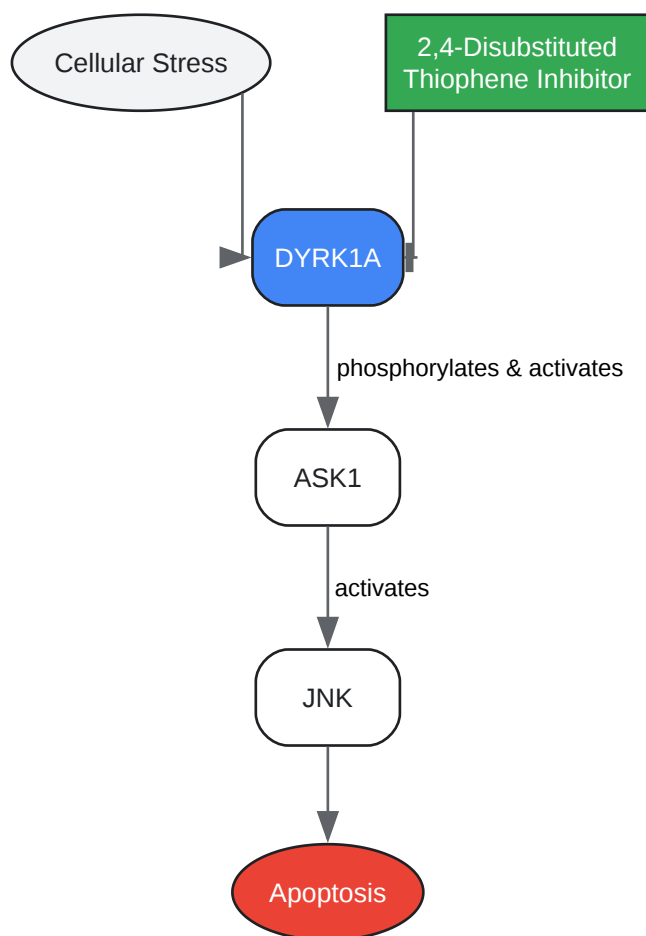 Cellular Stress
2,4-Disubstituted
Thiophene Inhibitor
DYRK1A
phosphorylates & activates
ASK1
activates
JNK
Apoptosis